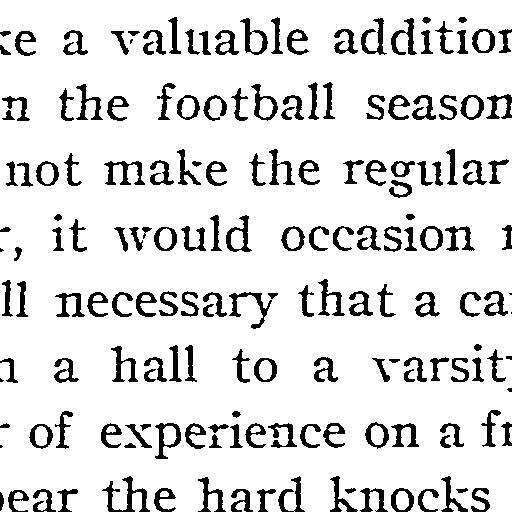 ke a valuable addition
n the football season
not make the regular
r, it would occasion
ll necessary that a ca
n a hall to a varsity
r of experience on a fr
pear the hard knocks